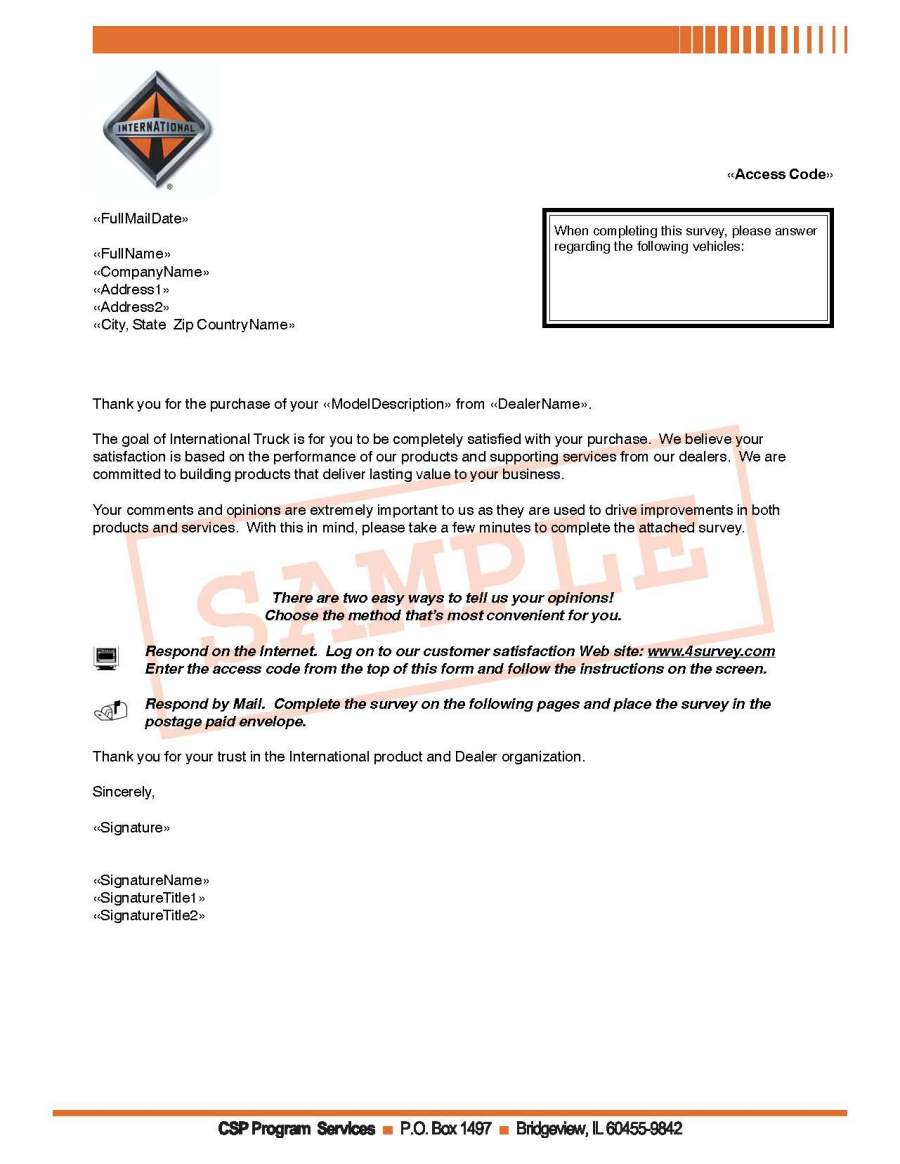 INTERNATIONAL
®
«Access Code»
«FullMailDate»
When completing this survey, please answer
regarding the following vehicles:
«FullName»
«CompanyName»
«Address1»
«Address2»
«City, State  Zip CountryName»
Thank you for the purchase of your «ModelDescription» from «DealerName».
The goal of International Truck is for you to be completely satisfied with your purchase.  We believe your
satisfaction is based on the performance of our products and supporting services from our dealers.  We are
committed to building products that deliver lasting value to your business.
Your comments and opinions are extremely important to us as they are used to drive improvements in both
products and services.  With this in mind, please take a few minutes to complete the attached survey.
SAMPLE
There are two easy ways to tell us your opinions!
Choose the method that's most convenient for you.
Respond on the Internet.  Log on to our customer satisfaction Web site: www.4survey.com
Enter the access code from the top of this form and follow the instructions on the screen.
Respond by Mail.  Complete the survey on the following pages and place the survey in the
postage paid envelope.
Thank you for your trust in the International product and Dealer organization.
Sincerely,
«Signature»
«SignatureName»
«SignatureTitle1»
«SignatureTitle2»
CSP Program Services ■ P.O. Box 1497 ■ Bridgeview, IL 60455-9842